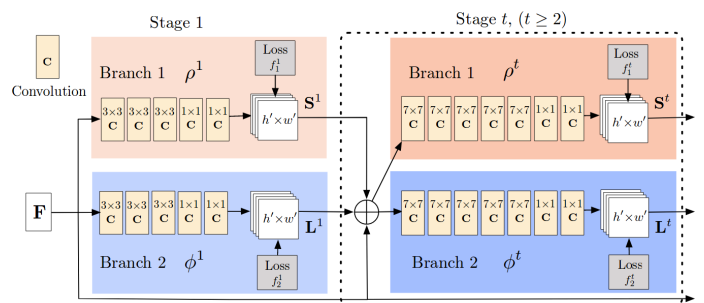 Stage 1
Stage t, (t ≥ 2)
C
Convolution
Branch 1 ρ¹
Loss
f₁¹
3×3 C 3×3 C 3×3 C 1×1 C 1×1 C
h′×w′
S¹
Branch 1 ρᵗ
Loss
f₁ᵗ
7×7 C 7×7 C 7×7 C 7×7 C 7×7 C 1×1 C 1×1 C
h′×w′
Sᵗ
F
3×3 C 3×3 C 3×3 C 1×1 C 1×1 C
h′×w′
L¹
Branch 2 ϕ¹
Loss
f₂¹
7×7 C 7×7 C 7×7 C 7×7 C 7×7 C 1×1 C 1×1 C
h′×w′
Lᵗ
Branch 2 ϕᵗ
Loss
f₂ᵗ